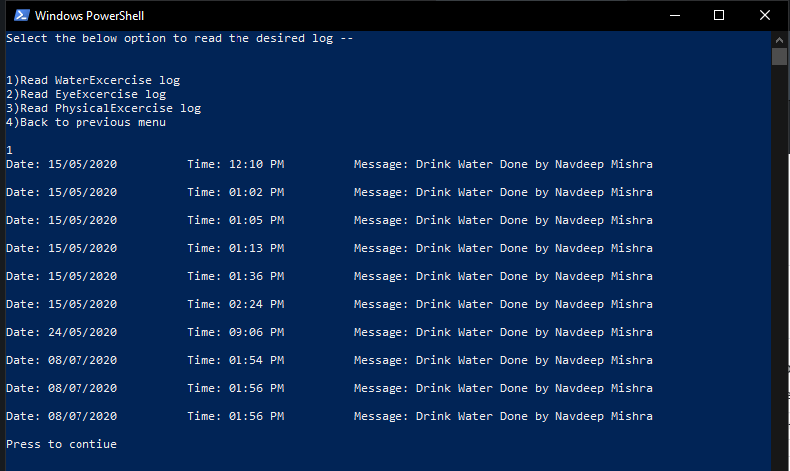 Windows PowerShell
Select the below option to read the desired log --
1)Read WaterExcercise log
2)Read EyeExcercise log
3)Read PhysicalExcercise log
4)Back to previous menu
1
Date: 15/05/2020 Time: 12:10 PM Message: Drink Water Done by Navdeep Mishra
Date: 15/05/2020 Time: 01:02 PM Message: Drink Water Done by Navdeep Mishra
Date: 15/05/2020 Time: 01:05 PM Message: Drink Water Done by Navdeep Mishra
Date: 15/05/2020 Time: 01:13 PM Message: Drink Water Done by Navdeep Mishra
Date: 15/05/2020 Time: 01:36 PM Message: Drink Water Done by Navdeep Mishra
Date: 15/05/2020 Time: 02:24 PM Message: Drink Water Done by Navdeep Mishra
Date: 24/05/2020 Time: 09:06 PM Message: Drink Water Done by Navdeep Mishra
Date: 08/07/2020 Time: 01:54 PM Message: Drink Water Done by Navdeep Mishra
Date: 08/07/2020 Time: 01:56 PM Message: Drink Water Done by Navdeep Mishra
Date: 08/07/2020 Time: 01:56 PM Message: Drink Water Done by Navdeep Mishra
Press to contiue